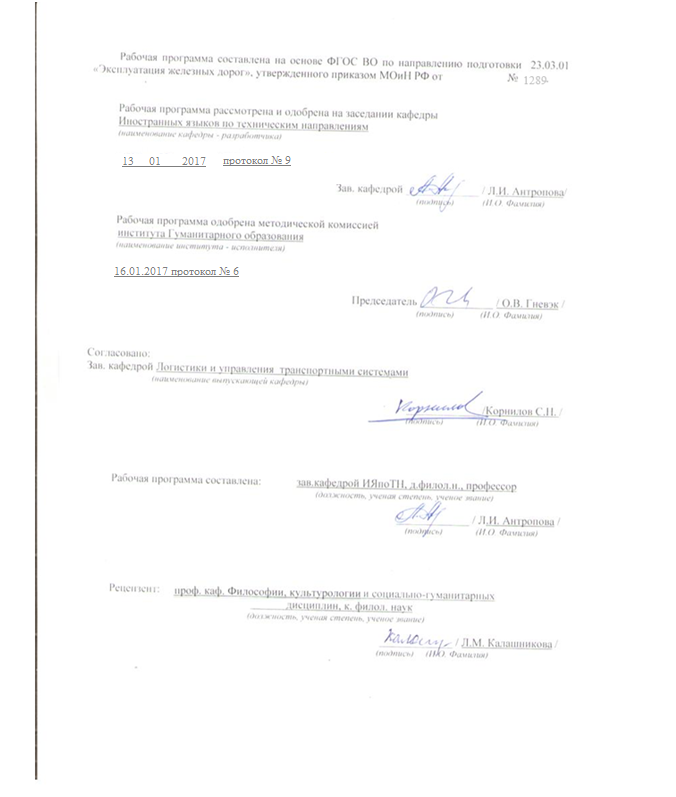 Рабочая программа составлена на основе ФГОС ВО по направлению подготовки 23.03.01
«Эксплуатация железных дорог», утвержденного приказом МОиН РФ от № 1289
Рабочая программа рассмотрена и одобрена на заседании кафедры
Иностранных языков по техническим направлениям
(наименование кафедры - разработчика)
13 01 2017 протокол № 9
Зав. кафедрой / Л.И. Антропова/
(подпись) (И.О. Фамилия)
Рабочая программа одобрена методической комиссией
института Гуманитарного образования
(наименование института - исполнителя)
16.01.2017 протокол № 6
Председатель / О.В. Гневэк /
(подпись) (И.О. Фамилия)
Согласовано:
Зав. кафедрой Логистики и управления транспортными системами
(наименование выпускающей кафедры)
Корнилов /Корнилов С.Н. /
(подпись) (И.О. Фамилия)
Рабочая программа составлена: зав.кафедрой ИЯпоТН, д.филол.н., профессор
(должность, ученая степень, ученое звание)
/ Л.И. Антропова /
(подпись) (И.О. Фамилия)
Рецензент: проф. каф. Философии, культурологии и социально-гуманитарных
дисциплин, к. филол. наук
(должность, ученая степень, ученое звание)
/ Л.М. Калашникова /
(подпись) (И.О. Фамилия)